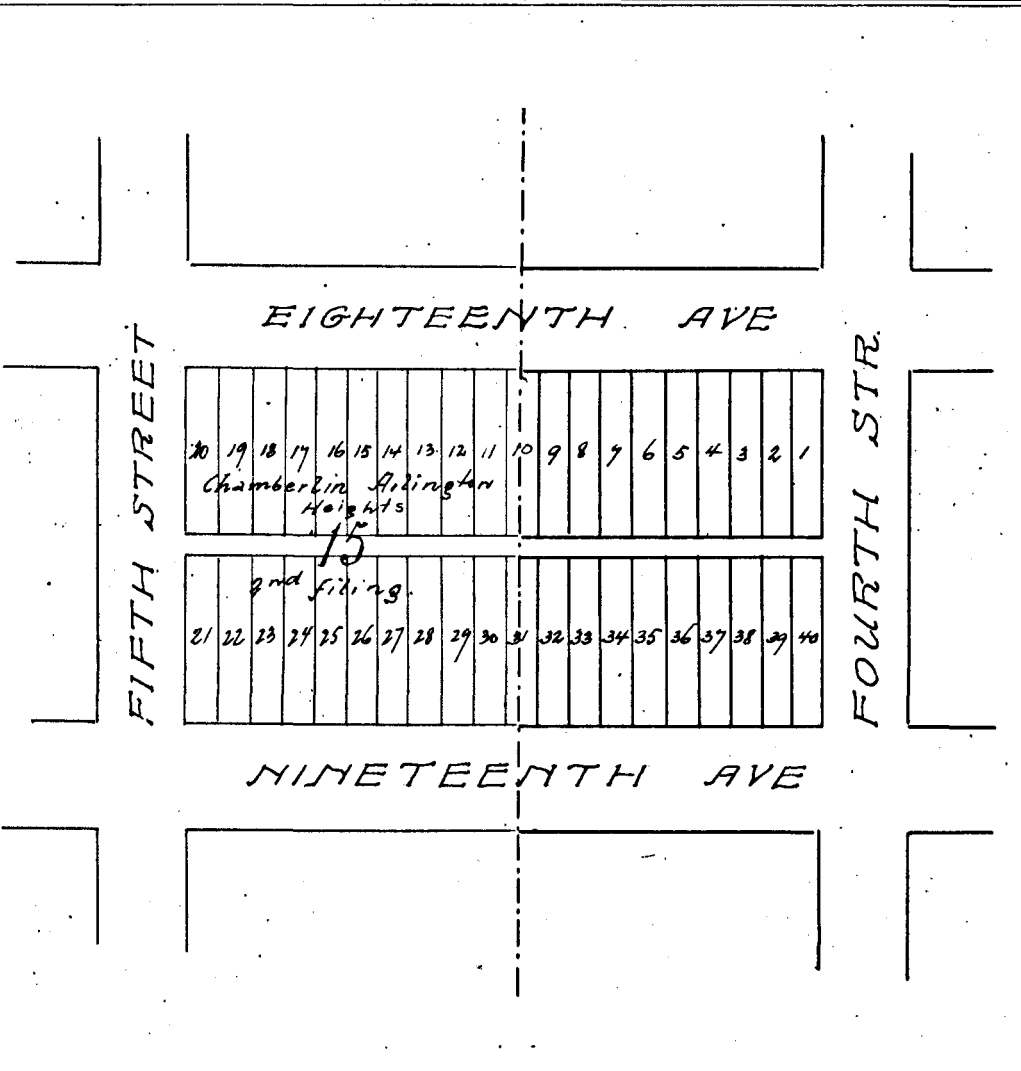 EIGHTEENTH AVE
FIFTH STREET
FOURTH STR.
20 19 18 17 16 15 14 13 12 11 10 9 8 7 6 5 4 3 2 1
Chamberlin Arlington
Heights
15
2nd filing.
21 22 23 24 25 26 27 28 29 30 31 32 33 34 35 36 37 38 39 40
NINETEENTH AVE